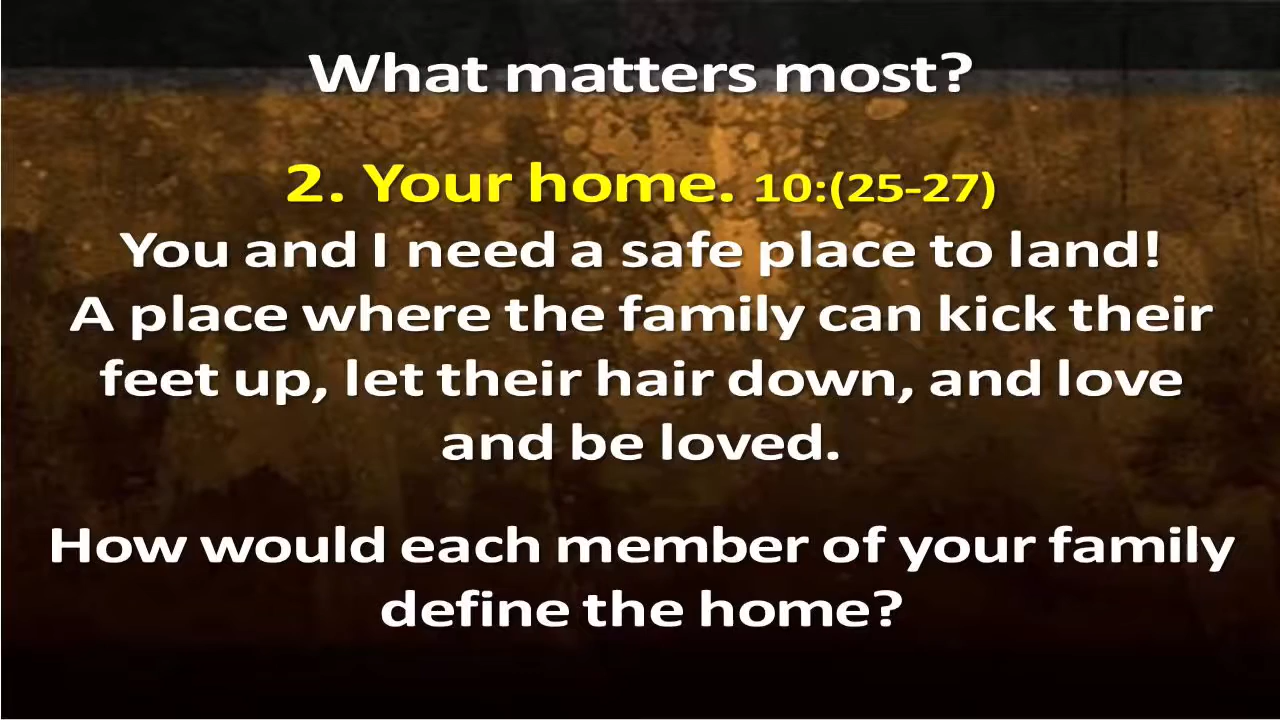 What matters most?
2. Your home. 10:(25-27)
You and I need a safe place to land!
A place where the family can kick their
feet up, let their hair down, and love
and be loved.
How would each member of your family
define the home?